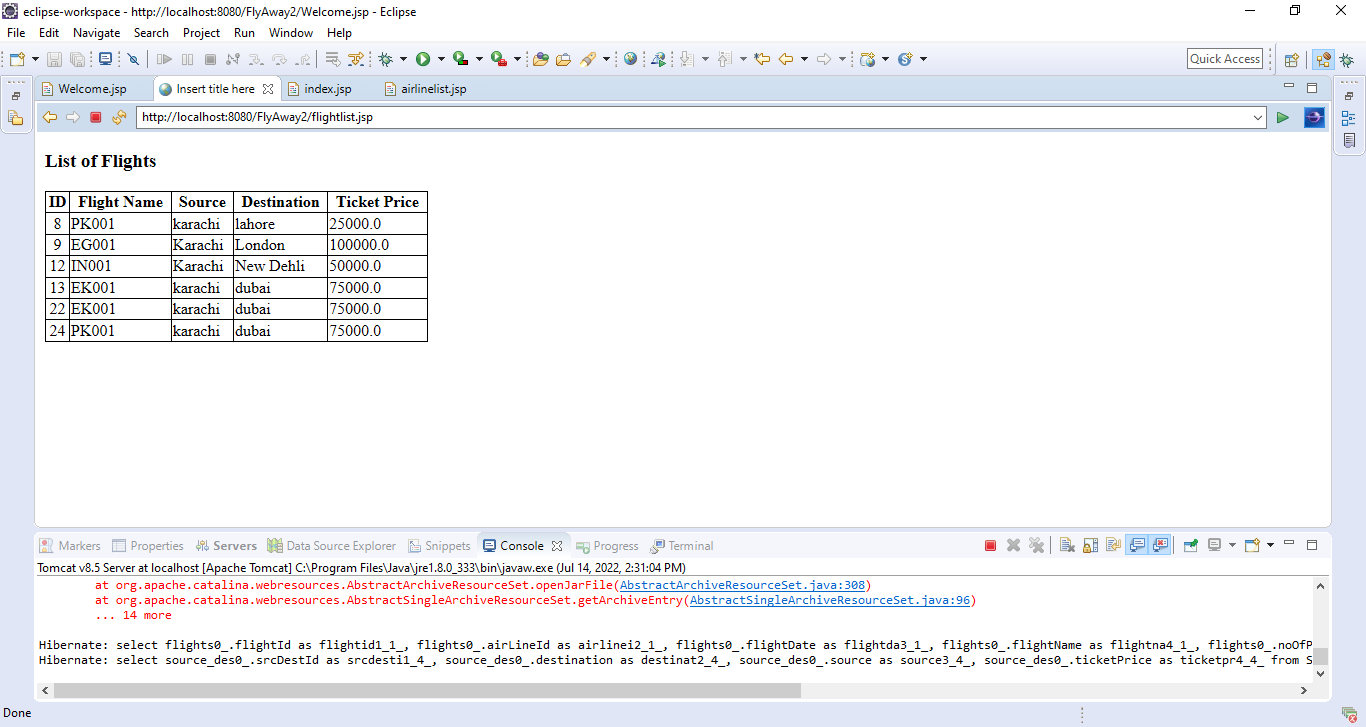 eclipse-workspace - http://localhost:8080/FlyAway2/Welcome.jsp - Eclipse
File Edit Navigate Search Project Run Window Help
Quick Access
Welcome.jsp Insert title here index.jsp airlinelist.jsp
http://localhost:8080/FlyAway2/flightlist.jsp
List of Flights
ID Flight Name Source Destination Ticket Price
8 PK001 karachi lahore 25000.0
9 EG001 Karachi London 100000.0
12 IN001 Karachi New Dehli 50000.0
13 EK001 karachi dubai 75000.0
22 EK001 karachi dubai 75000.0
24 PK001 karachi dubai 75000.0
Markers Properties Servers Data Source Explorer Snippets Console Progress Terminal
Tomcat v8.5 Server at localhost [Apache Tomcat] C:\Program Files\Java\jre1.8.0_333\bin\javaw.exe (Jul 14, 2022, 2:31:04 PM)
at org.apache.catalina.webresources.AbstractArchiveResourceSet.openJarFile(AbstractArchiveResourceSet.java:308)
at org.apache.catalina.webresources.AbstractSingleArchiveResourceSet.getArchiveEntry(AbstractSingleArchiveResourceSet.java:96)
... 14 more
Hibernate: select flights0_.flightId as flightid1_1_, flights0_.airLineId as airlinei2_1_, flights0_.flightDate as flightda3_1_, flights0_.flightName as flightna4_1_, flights0_.noOfP
Hibernate: select source_des0_.srcDestId as srcdesti1_4_, source_des0_.destination as destinat2_4_, source_des0_.source as source3_4_, source_des0_.ticketPrice as ticketpr4_4_ from S
Done